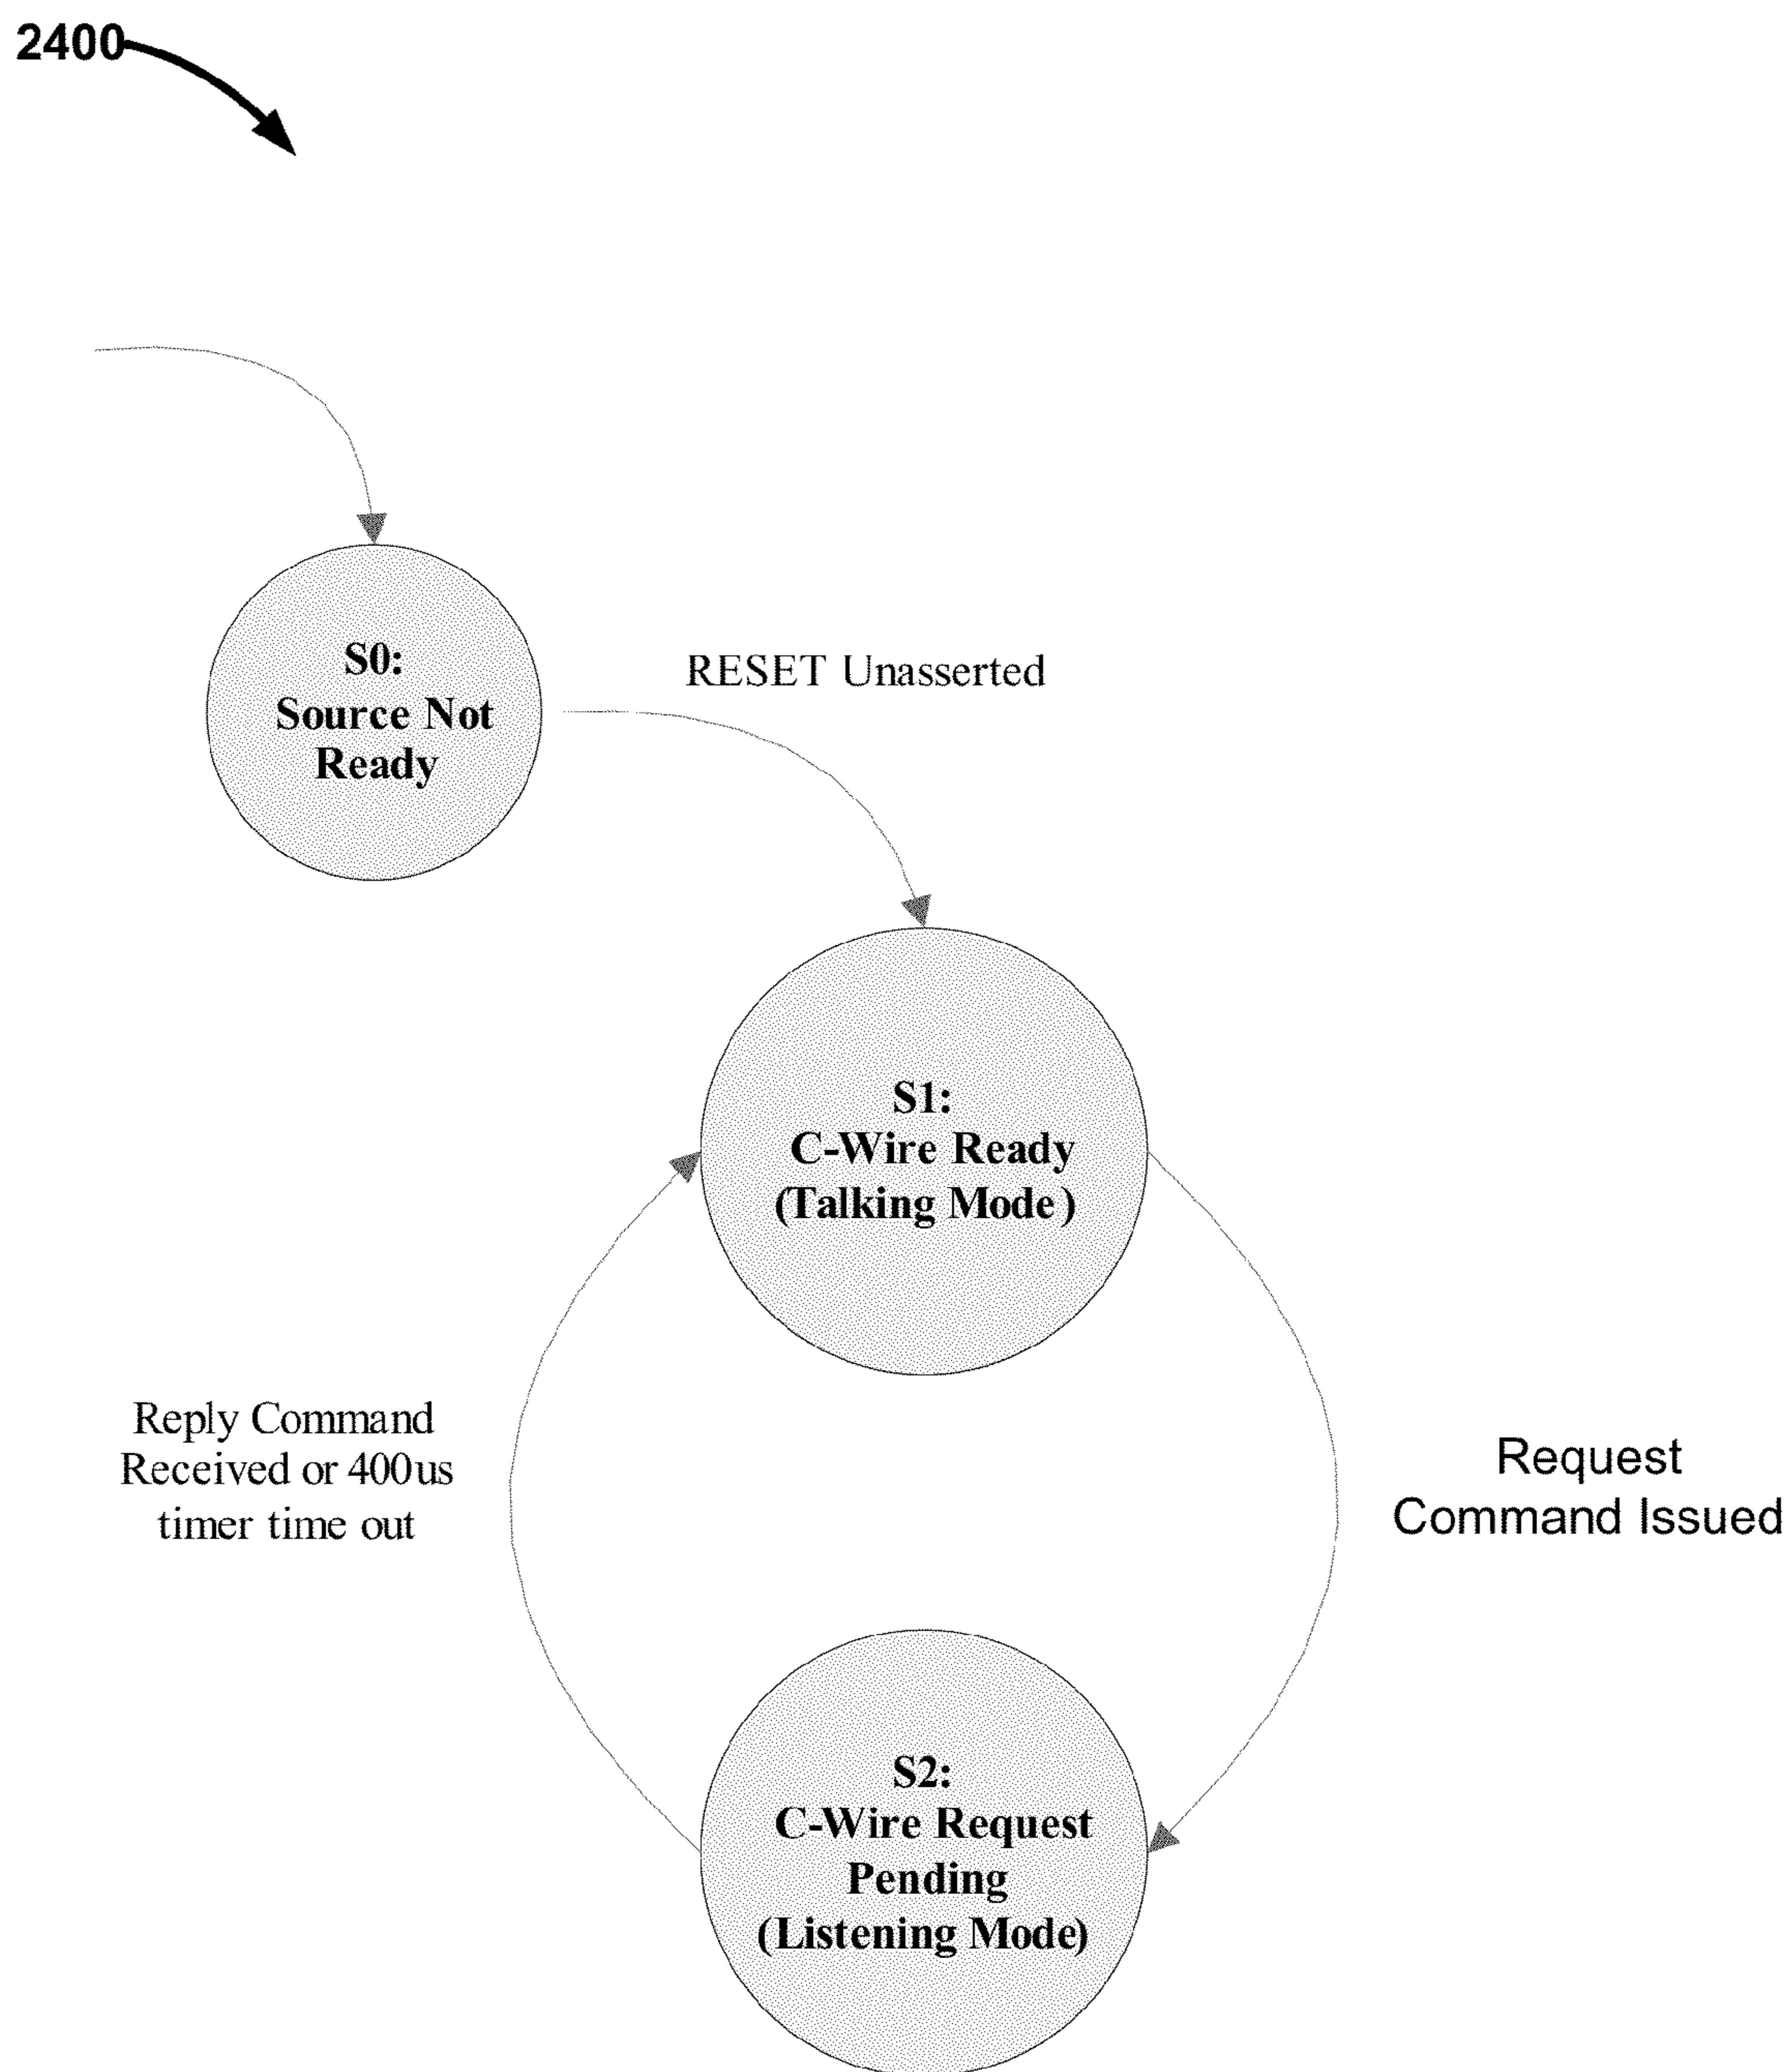 2400
S0:
Source Not
Ready
RESET Unasserted
S1:
C-Wire Ready
(Talking Mode)
Reply Command
Received or 400us
timer time out
Request
Command Issued
S2:
C-Wire Request
Pending
(Listening Mode)